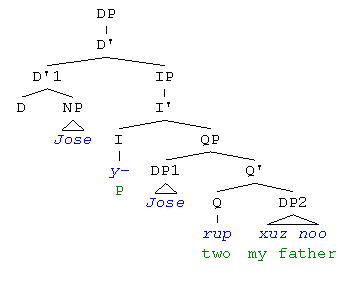 DP
D'
D'1 IP
D NP I'
Jose I QP
y- DP1 Q'
p Jose Q DP2
rup xuz noo
two my father